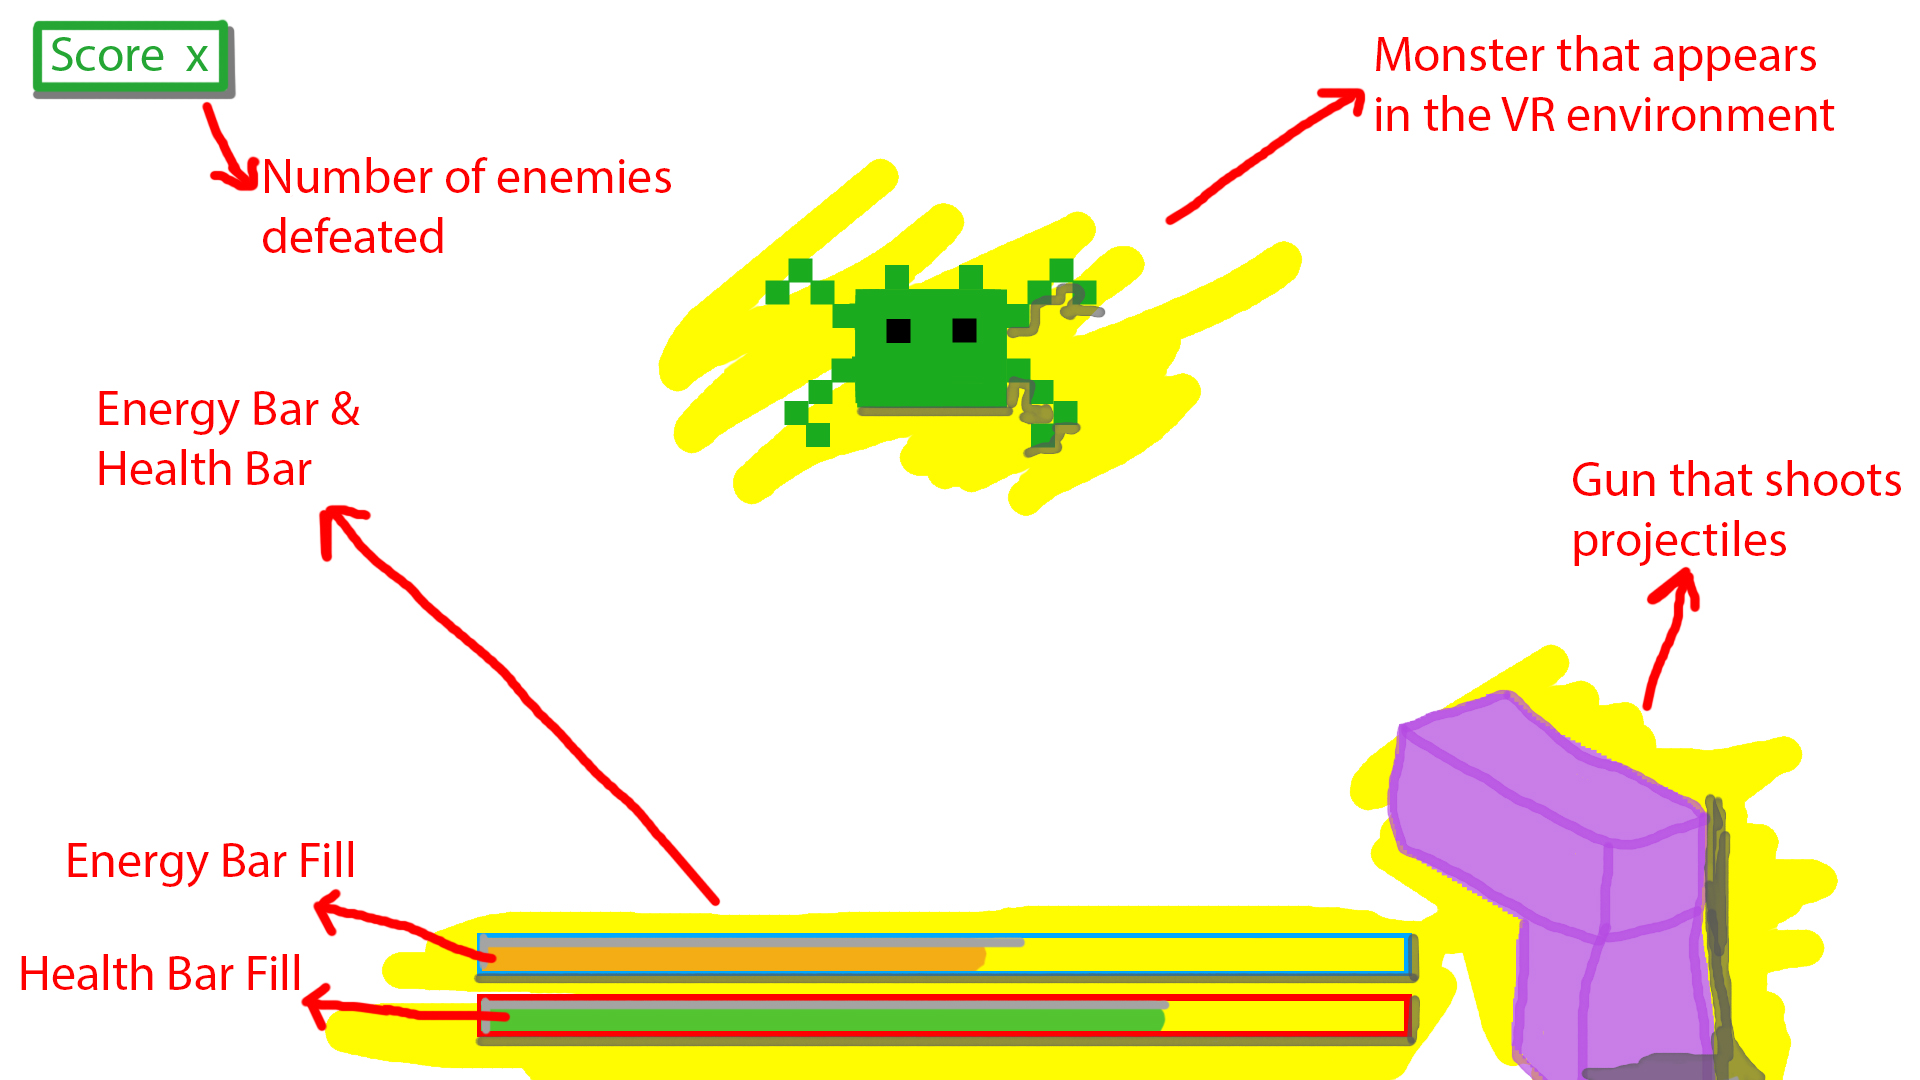 Score x
Number of enemies
defeated
Monster that appears
in the VR environment
Energy Bar &
Health Bar
Gun that shoots
projectiles
Energy Bar Fill
Health Bar Fill